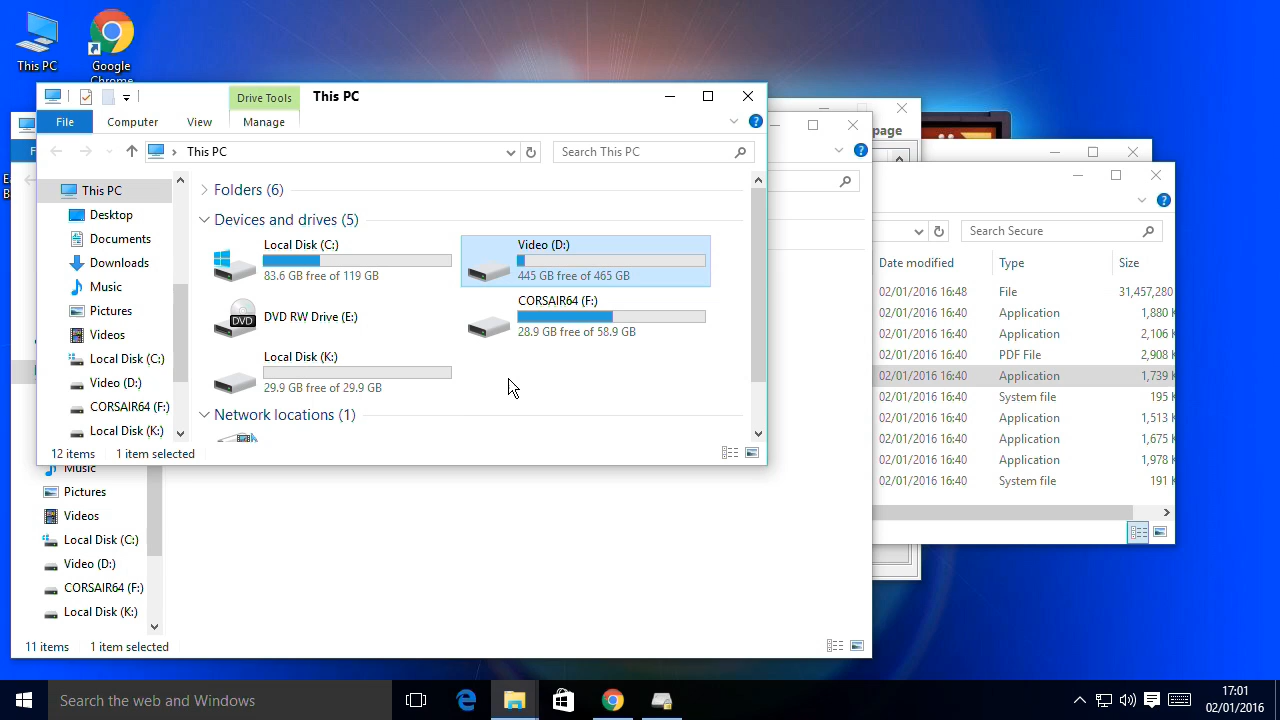 This PC
Google
Chrome
Drive Tools
This PC
File
Computer
View
Manage
This PC
Search This PC
This PC
Desktop
Documents
Downloads
Music
Pictures
Videos
Local Disk (C:)
Video (D:)
CORSAIR64 (F:)
Local Disk (K:)
Folders (6)
Devices and drives (5)
Local Disk (C:)
83.6 GB free of 119 GB
Video (D:)
445 GB free of 465 GB
DVD
DVD RW Drive (E:)
CORSAIR64 (F:)
28.9 GB free of 58.9 GB
Local Disk (K:)
29.9 GB free of 29.9 GB
Network locations (1)
12 items
1 item selected
page
Search Secure
Date modified
Type
Size
02/01/2016 16:48 File 31,457,280
02/01/2016 16:40 Application 1,880 K
02/01/2016 16:40 Application 2,106 K
02/01/2016 16:40 PDF File 2,908 K
02/01/2016 16:40 Application 1,739 K
02/01/2016 16:40 System file 195 K
02/01/2016 16:40 Application 1,513 K
02/01/2016 16:40 Application 1,675 K
02/01/2016 16:40 Application 1,978 K
02/01/2016 16:40 System file 191 K
Music
Pictures
Videos
Local Disk (C:)
Video (D:)
CORSAIR64 (F:)
Local Disk (K:)
11 items
1 item selected
Search the web and Windows
17:01
02/01/2016